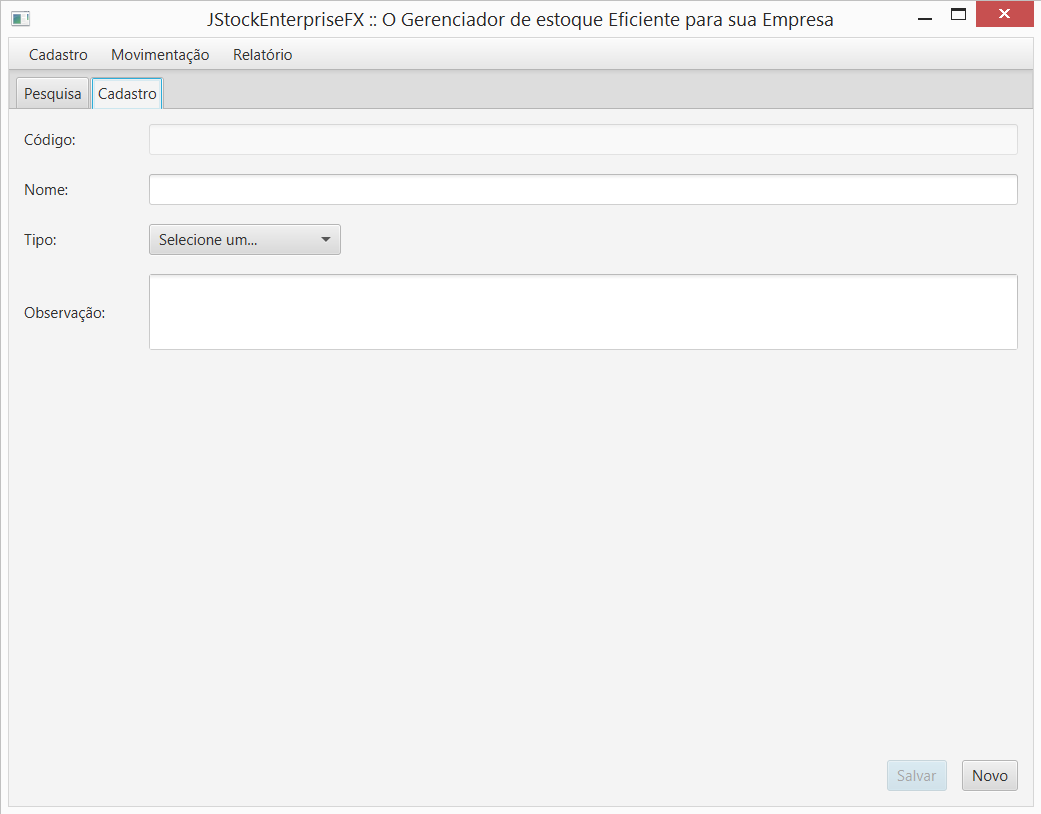 JStockEnterpriseFX :: O Gerenciador de estoque Eficiente para sua Empresa
Cadastro Movimentação Relatório
Pesquisa Cadastro
Código:
Nome:
Tipo: Selecione um...
Observação:
Salvar Novo